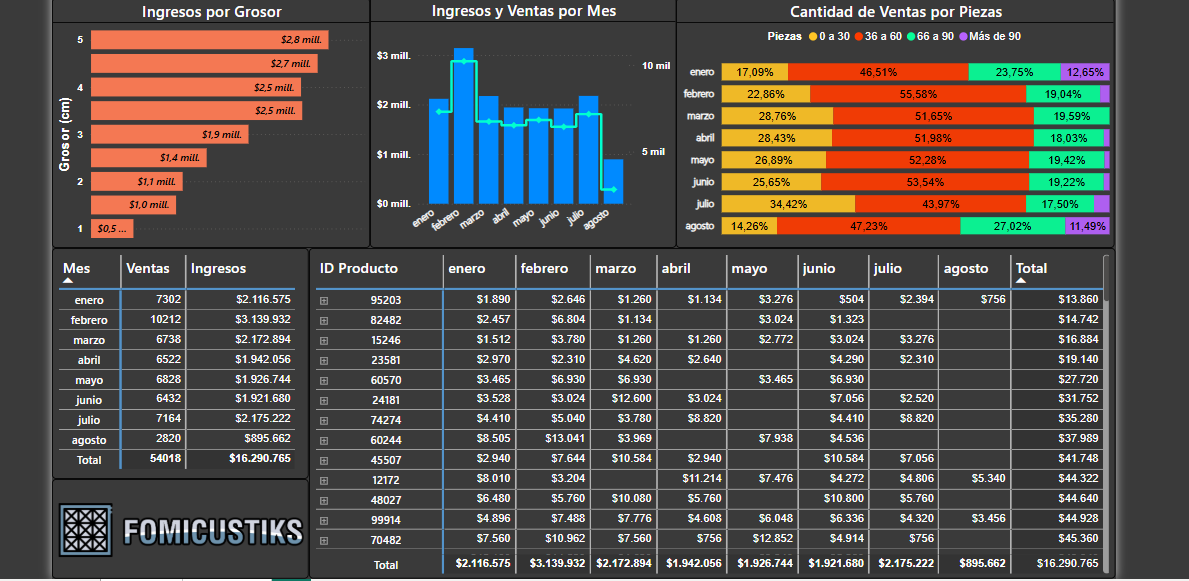 Ingresos por Grosor
Grosor (cm)
5 $2,8 mill.
$2,7 mill.
4 $2,5 mill.
$2,5 mill.
3 $1,9 mill.
$1,4 mill.
2 $1,1 mill.
$1,0 mill.
1 $0,5 ...
Ingresos y Ventas por Mes
$3 mill. 10 mil
$2 mill.
$1 mill. 5 mil
$0 mill.
enero febrero marzo abril mayo junio julio agosto
Cantidad de Ventas por Piezas
Piezas 0 a 30 36 a 60 66 a 90 Más de 90
enero 17,09% 46,51% 23,75% 12,65%
febrero 22,86% 55,58% 19,04%
marzo 28,76% 51,65% 19,59%
abril 28,43% 51,98% 18,03%
mayo 26,89% 52,28% 19,42%
junio 25,65% 53,54% 19,22%
julio 34,42% 43,97% 17,50%
agosto 14,26% 47,23% 27,02% 11,49%
Mes Ventas Ingresos
enero 7302 $2.116.575
febrero 10212 $3.139.932
marzo 6738 $2.172.894
abril 6522 $1.942.056
mayo 6828 $1.926.744
junio 6432 $1.921.680
julio 7164 $2.175.222
agosto 2820 $895.662
Total 54018 $16.290.765
FOMICUSTIKS
ID Producto enero febrero marzo abril mayo junio julio agosto Total
95203 $1.890 $2.646 $1.260 $1.134 $3.276 $504 $2.394 $756 $13.860
82482 $2.457 $6.804 $1.134 $3.024 $1.323 $14.742
15246 $1.512 $3.780 $1.260 $1.260 $2.772 $3.024 $3.276 $16.884
23581 $2.970 $2.310 $4.620 $2.640 $4.290 $2.310 $19.140
60570 $3.465 $6.930 $6.930 $3.465 $6.930 $27.720
24181 $3.528 $3.024 $12.600 $3.024 $7.056 $2.520 $31.752
74274 $4.410 $5.040 $3.780 $8.820 $4.410 $8.820 $35.280
60244 $8.505 $13.041 $3.969 $7.938 $4.536 $37.989
45507 $2.940 $7.644 $10.584 $2.940 $10.584 $7.056 $41.748
12172 $8.010 $3.204 $11.214 $7.476 $4.272 $4.806 $5.340 $44.322
48027 $6.480 $5.760 $10.080 $5.760 $10.800 $5.760 $44.640
99914 $4.896 $7.488 $7.776 $4.608 $6.048 $6.336 $4.320 $3.456 $44.928
70482 $7.560 $10.962 $7.560 $756 $12.852 $4.914 $756 $45.360
Total $2.116.575 $3.139.932 $2.172.894 $1.942.056 $1.926.744 $1.921.680 $2.175.222 $895.662 $16.290.765